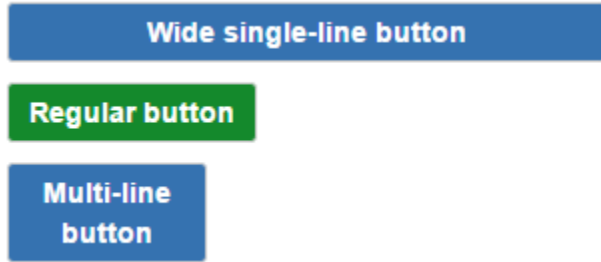 Wide single-line button
Regular button
Multi-line
button